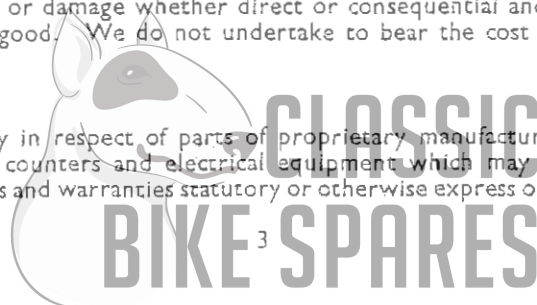 or damage whether direct or consequential and
good. We do not undertake to bear the cost
y in respect of parts of proprietary manufactur
counters and electrical equipment which may
s and warranties statutory or otherwise express o
3
CLASSIC
BIKE SPARES